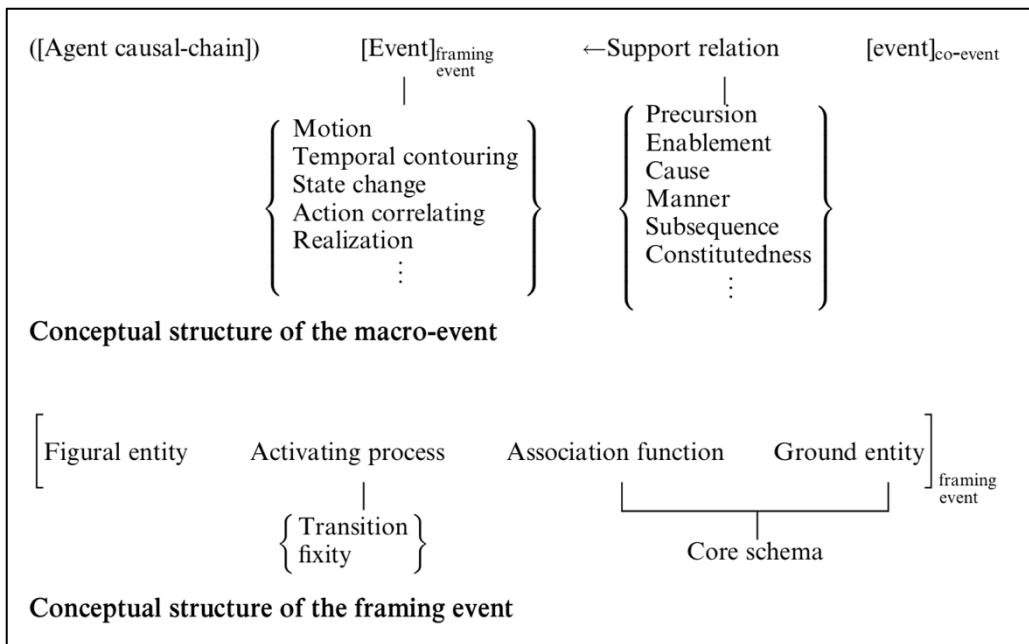 ([Agent causal-chain]) [Event]framing event ←Support relation [event]co-event
Motion
Temporal contouring
State change
Action correlating
Realization
⋮
Precursion
Enablement
Cause
Manner
Subsequence
Constitutedness
⋮
Conceptual structure of the macro-event
[Figural entity Activating process Association function Ground entity]framing event
Transition
fixity
Core schema
Conceptual structure of the framing event